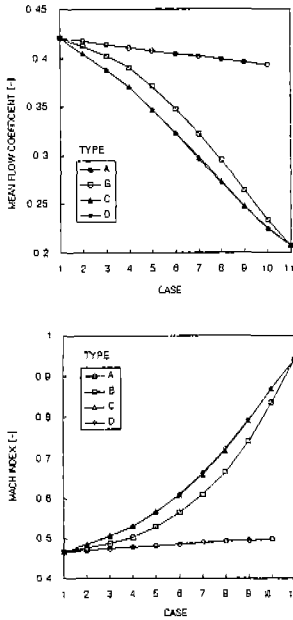 0.45
0.4
0.35
0.3
0.25
0.2
MEAN FLOW COEFFICIENT [-]
TYPE
A
B
C
D
1 2 3 4 5 6 7 8 9 10 11
CASE
1
0.9
0.8
0.7
0.6
0.5
0.4
MACH INDEX [-]
TYPE
A
B
C
D
1 2 3 4 5 6 7 8 9 10 11
CASE